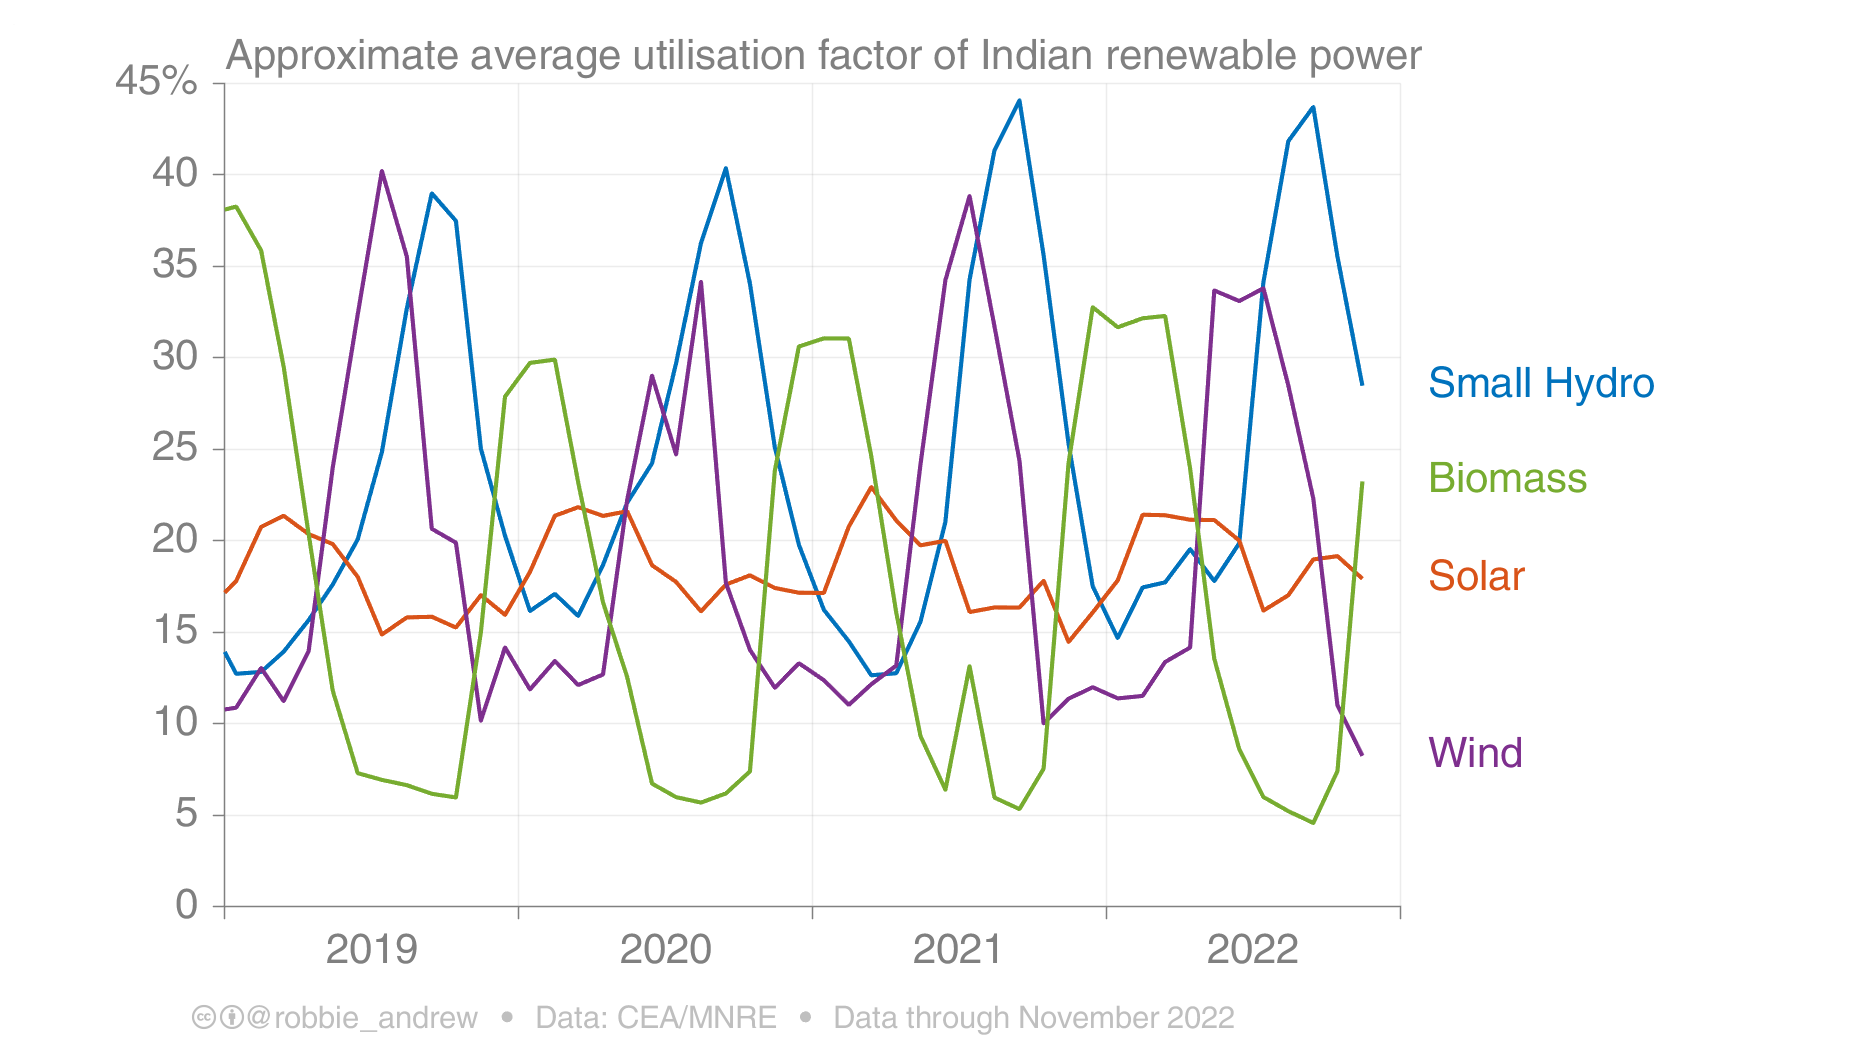 Approximate average utilisation factor of Indian renewable power
45%
40
35
30
25
20
15
10
5
0
Small Hydro
Biomass
Solar
Wind
2019 2020 2021 2022
cc @robbie_andrew • Data: CEA/MNRE • Data through November 2022